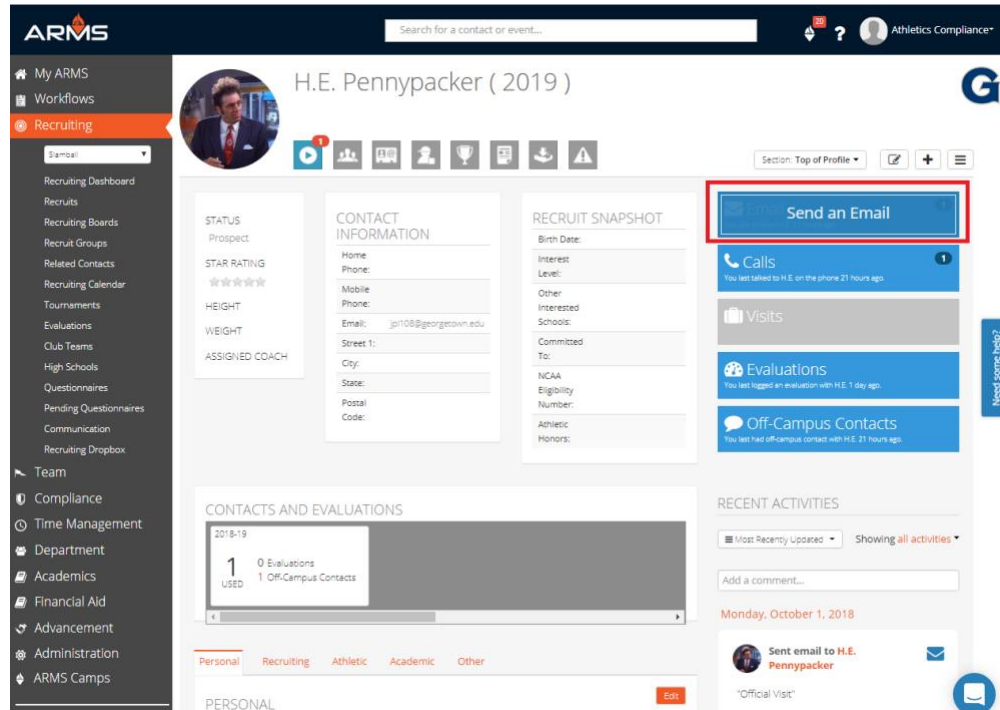 ARMS
Search for a contact or event...
20
?
Athletics Compliance
My ARMS
Workflows
Recruiting
Slamball
Recruiting Dashboard
Recruits
Recruiting Boards
Recruit Groups
Related Contacts
Recruiting Calendar
Tournaments
Evaluations
Club Teams
High Schools
Questionnaires
Pending Questionnaires
Communication
Recruiting Dropbox
Team
Compliance
Time Management
Department
Academics
Financial Aid
Advancement
Administration
ARMS Camps
H.E. Pennypacker ( 2019 )
G
1
Section: Top of Profile
STATUS
Prospect
STAR RATING
HEIGHT
WEIGHT
ASSIGNED COACH
CONTACT
INFORMATION
Home
Phone:
Mobile
Phone:
Email: jpl108@georgetown.edu
Street 1:
City:
State:
Postal
Code:
RECRUIT SNAPSHOT
Birth Date:
Interest
Level:
Other
Interested
Schools:
Committed
To:
NCAA
Eligibility
Number:
Athletic
Honors:
Send an Email
Calls 1
You last talked to H.E. on the phone 21 hours ago.
Visits
Evaluations
You last logged an evaluation with H.E. 1 day ago.
Off-Campus Contacts
You last had off-campus contact with H.E. 21 hours ago.
Need some help?
CONTACTS AND EVALUATIONS
2018-19
1
USED
0 Evaluations
1 Off-Campus Contacts
RECENT ACTIVITIES
Most Recently Updated
Showing all activities
Add a comment...
Monday, October 1, 2018
Sent email to H.E.
Pennypacker
"Official Visit"
Personal Recruiting Athletic Academic Other
PERSONAL
Edit